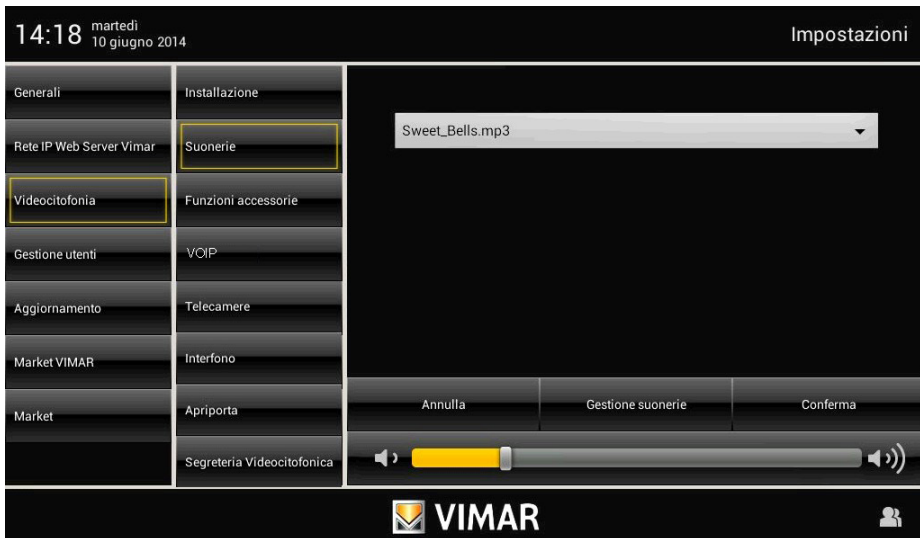 14:18 martedì
10 giugno 2014
Impostazioni
Generali
Rete IP Web Server Vimar
Videocitofonia
Gestione utenti
Aggiornamento
Market VIMAR
Market
Installazione
Suonerie
Funzioni accessorie
VOIP
Telecamere
Interfono
Apriporta
Segreteria Videocitofonica
Sweet_Bells.mp3
Annulla
Gestione suonerie
Conferma
VIMAR